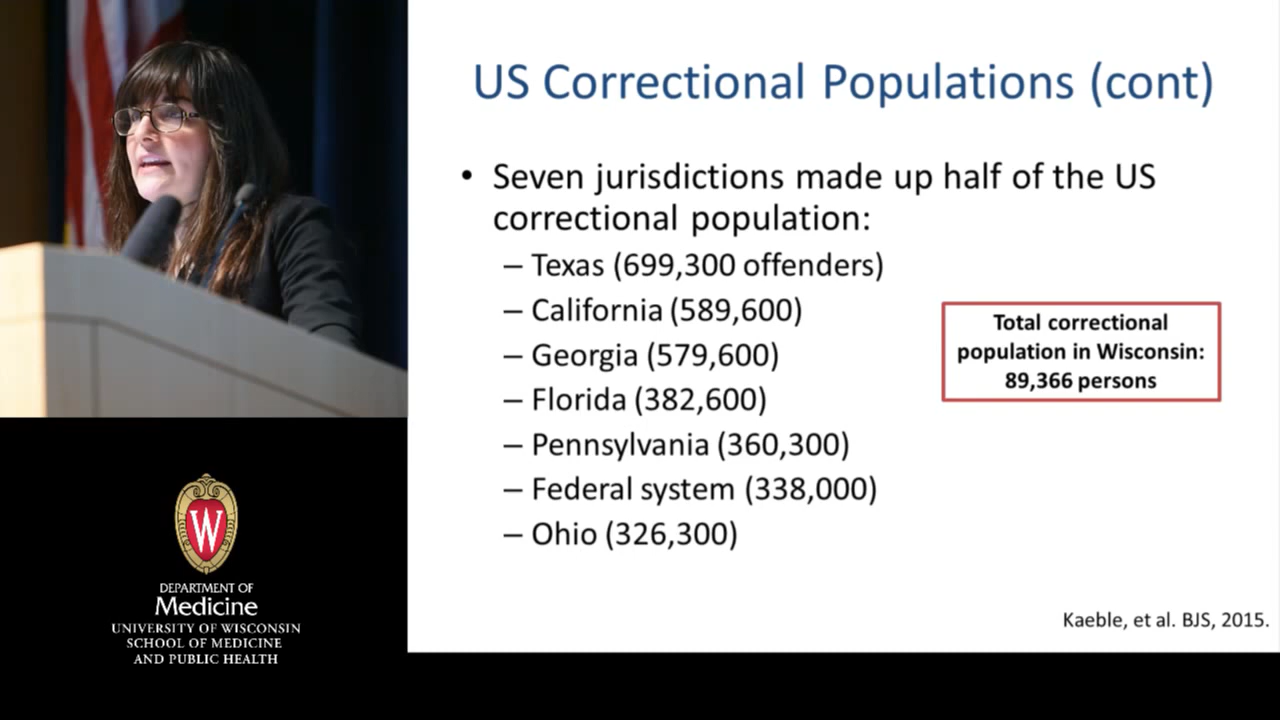 US Correctional Populations (cont)
• Seven jurisdictions made up half of the US
correctional population:
– Texas (699,300 offenders)
– California (589,600)
– Georgia (579,600)
– Florida (382,600)
– Pennsylvania (360,300)
– Federal system (338,000)
– Ohio (326,300)
Total correctional
population in Wisconsin:
89,366 persons
Kaeble, et al. BJS, 2015.
W
DEPARTMENT OF
Medicine
UNIVERSITY OF WISCONSIN
SCHOOL OF MEDICINE
AND PUBLIC HEALTH